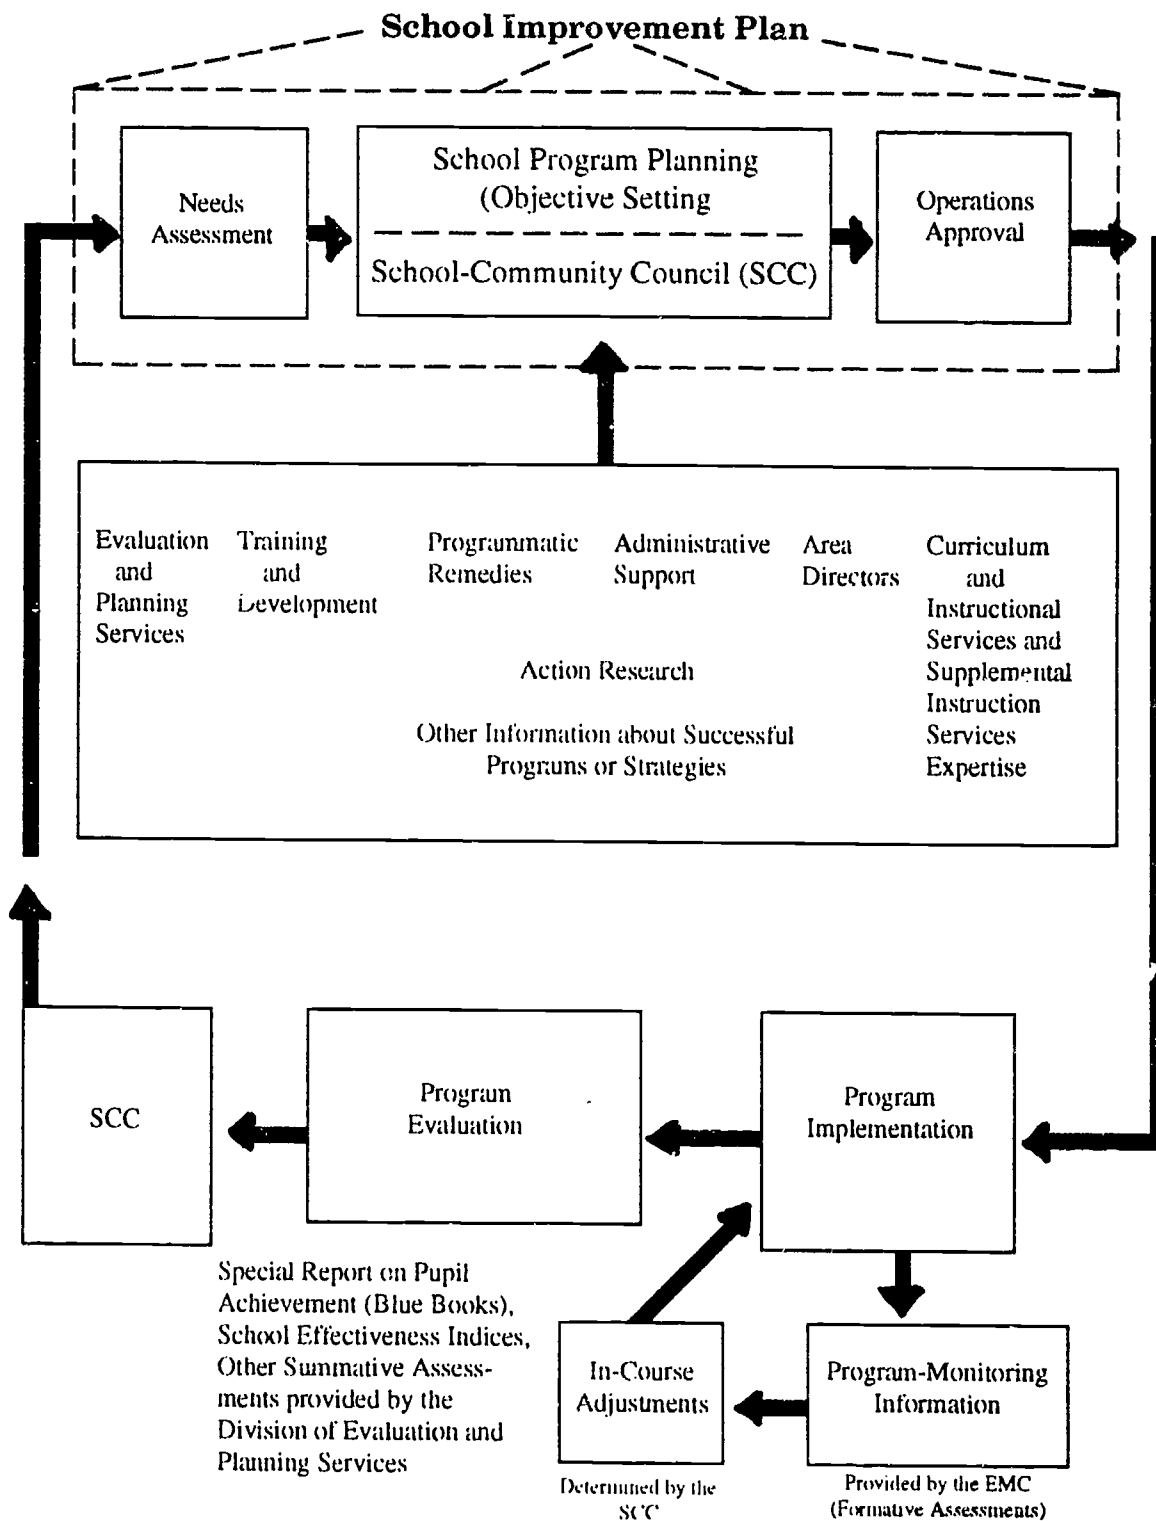 School Improvement Plan
Needs
Assessment
School Program Planning
(Objective Setting
School-Community Council (SCC)
Operations
Approval
Evaluation
and
Planning
Services
Training
and
Development
Programmatic
Remedies
Administrative
Support
Area
Directors
Curriculum
and
Instructional
Services and
Supplemental
Instruction
Services
Expertise
Action Research
Other Information about Successful
Programs or Strategies
SCC
Program
Evaluation
Program
Implementation
Special Report on Pupil
Achievement (Blue Books),
School Effectiveness Indices,
Other Summative Assess-
ments provided by the
Division of Evaluation and
Planning Services
In-Course
Adjustments
Determined by the
SCC
Program-Monitoring
Information
Provided by the EMC
(Formative Assessments)